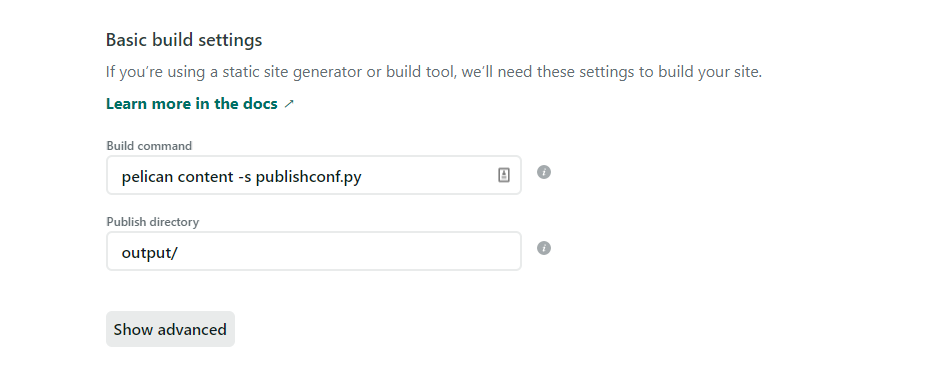 Basic build settings
If you’re using a static site generator or build tool, we’ll need these settings to build your site.
Learn more in the docs ↗
Build command
pelican content -s publishconf.py
Publish directory
output/
Show advanced